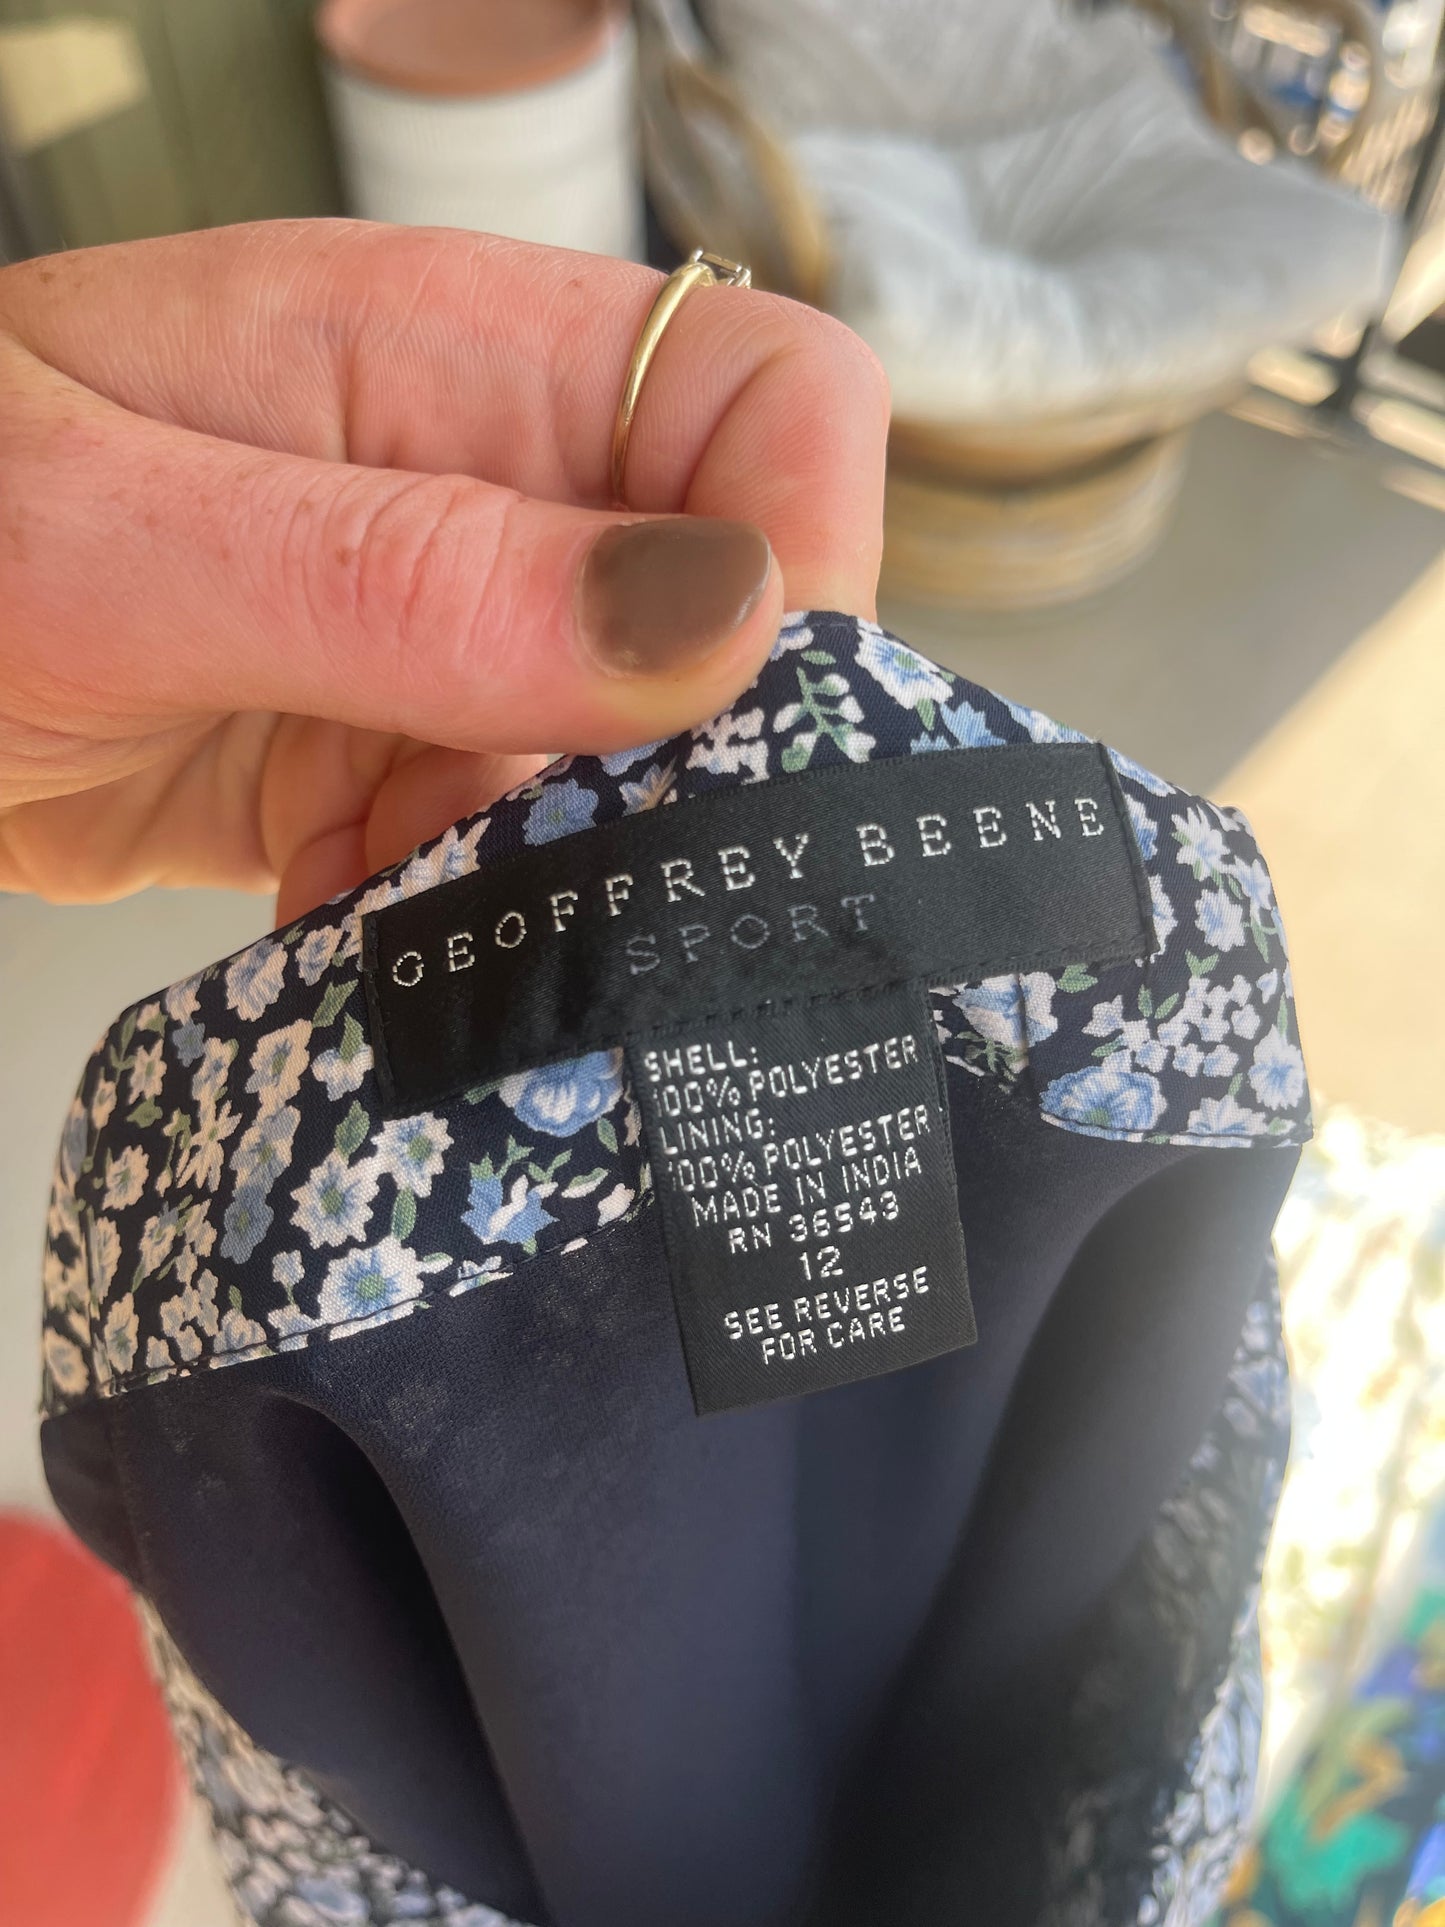 GEOFFREY BEENE
SPORT
SHELL:
100% POLYESTER
LINING:
100% POLYESTER
MADE IN INDIA
RN 36543
12
SEE REVERSE
FOR CARE